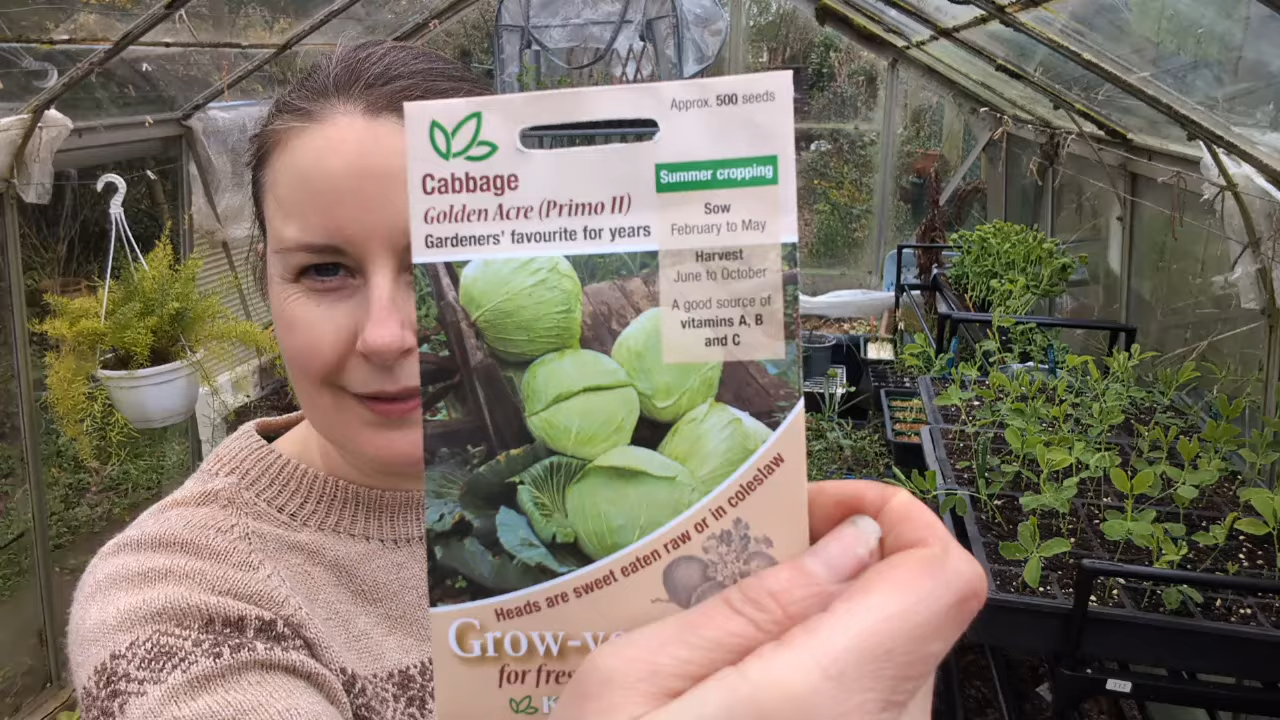 Approx. 500 seeds
Cabbage
Golden Acre (Primo II)
Gardeners' favourite for years
Summer cropping
Sow
February to May
Harvest
June to October
A good source of
vitamins A, B
and C
Heads are sweet eaten raw or in coleslaw
for